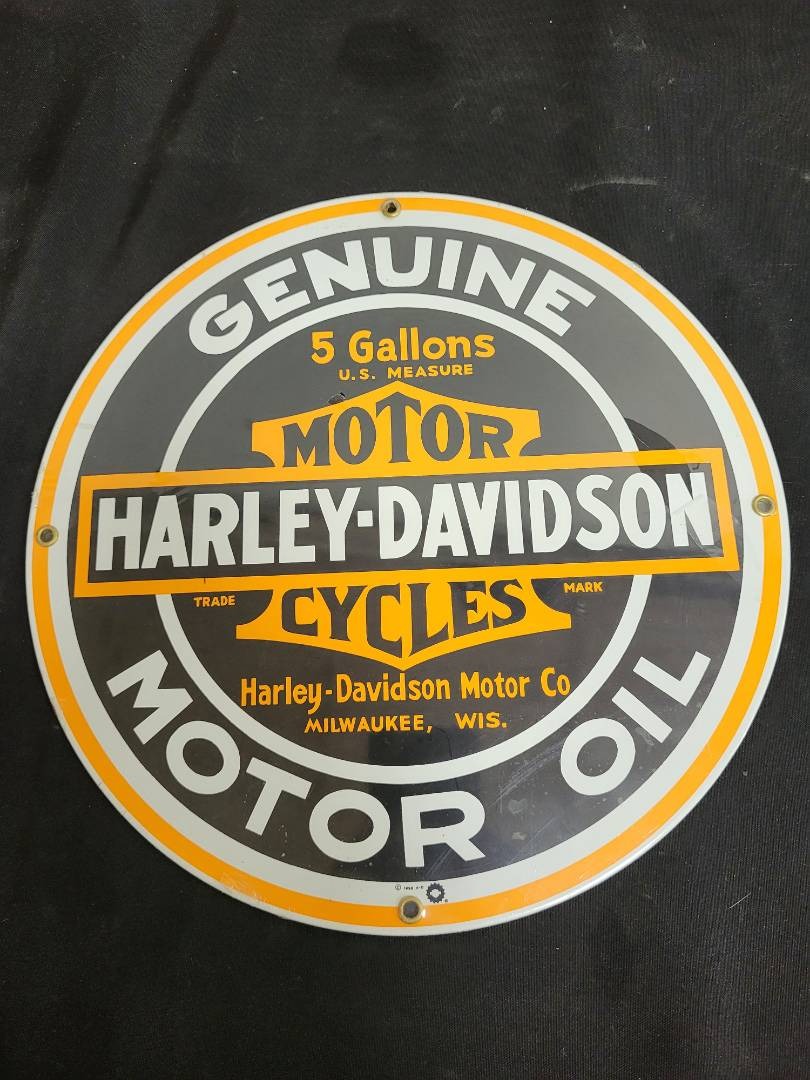 GENUINE
5 Gallons
U.S. MEASURE
MOTOR
HARLEY-DAVIDSON
TRADE MARK
CYCLES
Harley-Davidson Motor Co
MILWAUKEE, WIS.
MOTOR OIL
©